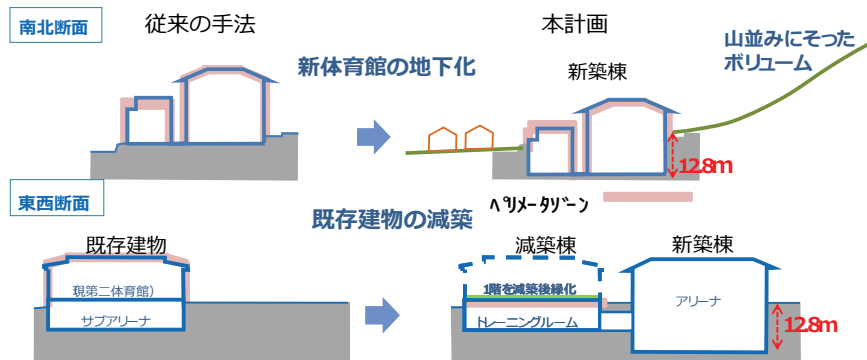 南北断面
従来の手法
本計画
山並みにそった
ボリューム
新体育館の地下化
新築棟
12.8m
東西断面
ペリメータゾーン
既存建物の減築
既存建物
減築棟
新築棟
現第二体育館)
1階を減築後緑化
アリーナ
サブアリーナ
トレーニングルーム
12.8m